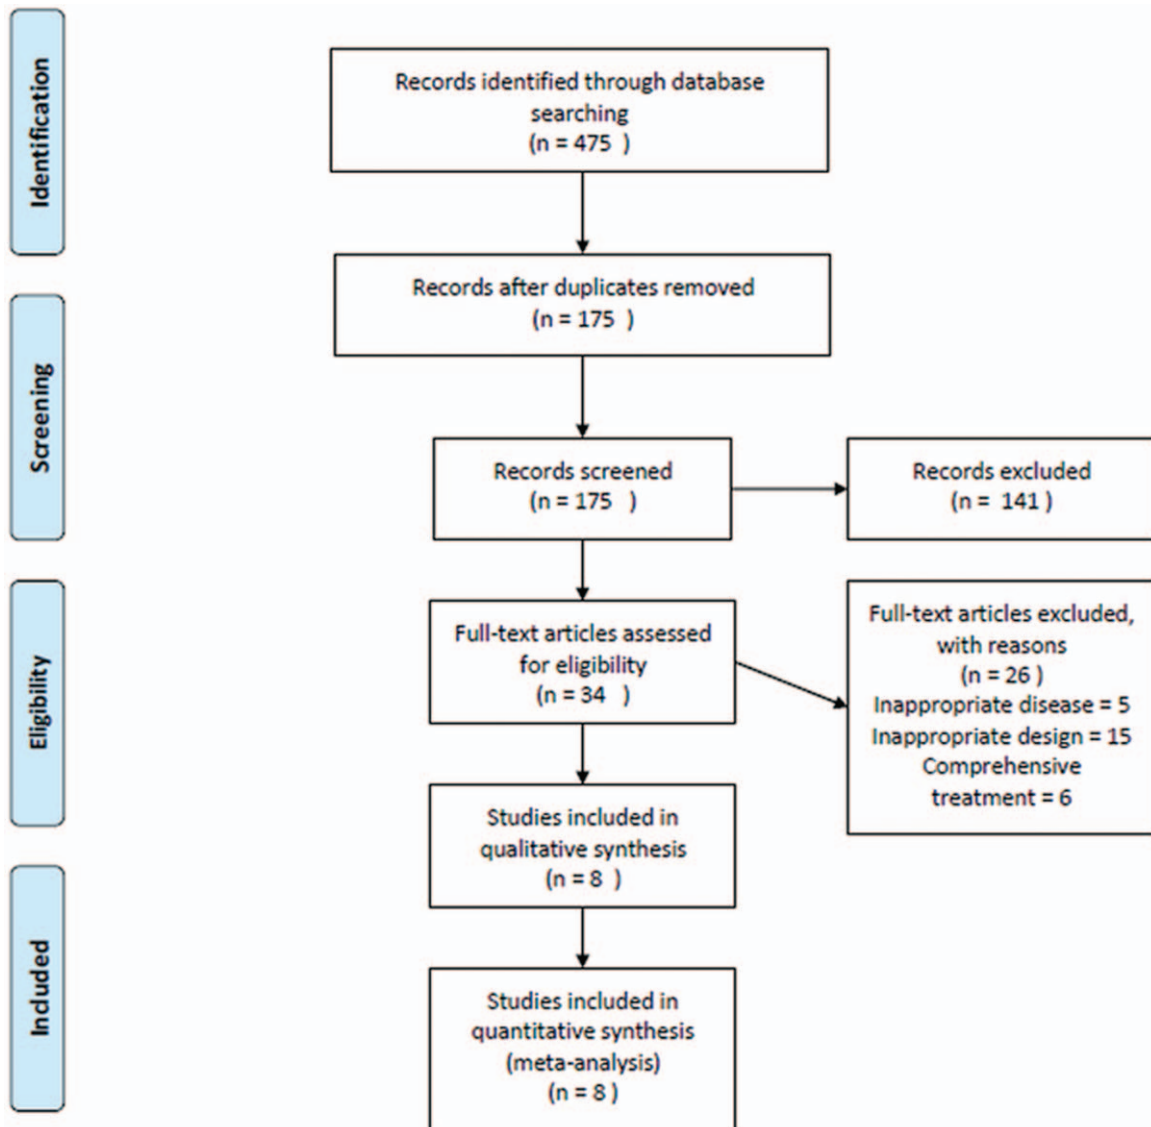 Identification
Records identified through database
searching
(n = 475 )
Records after duplicates removed
(n = 175 )
Screening
Records screened
(n = 175 )
Records excluded
(n = 141 )
Eligibility
Full-text articles assessed
for eligibility
(n = 34 )
Full-text articles excluded,
with reasons
(n = 26 )
Inappropriate disease = 5
Inappropriate design = 15
Comprehensive
treatment = 6
Studies included in
qualitative synthesis
(n = 8 )
Included
Studies included in
quantitative synthesis
(meta-analysis)
(n = 8 )